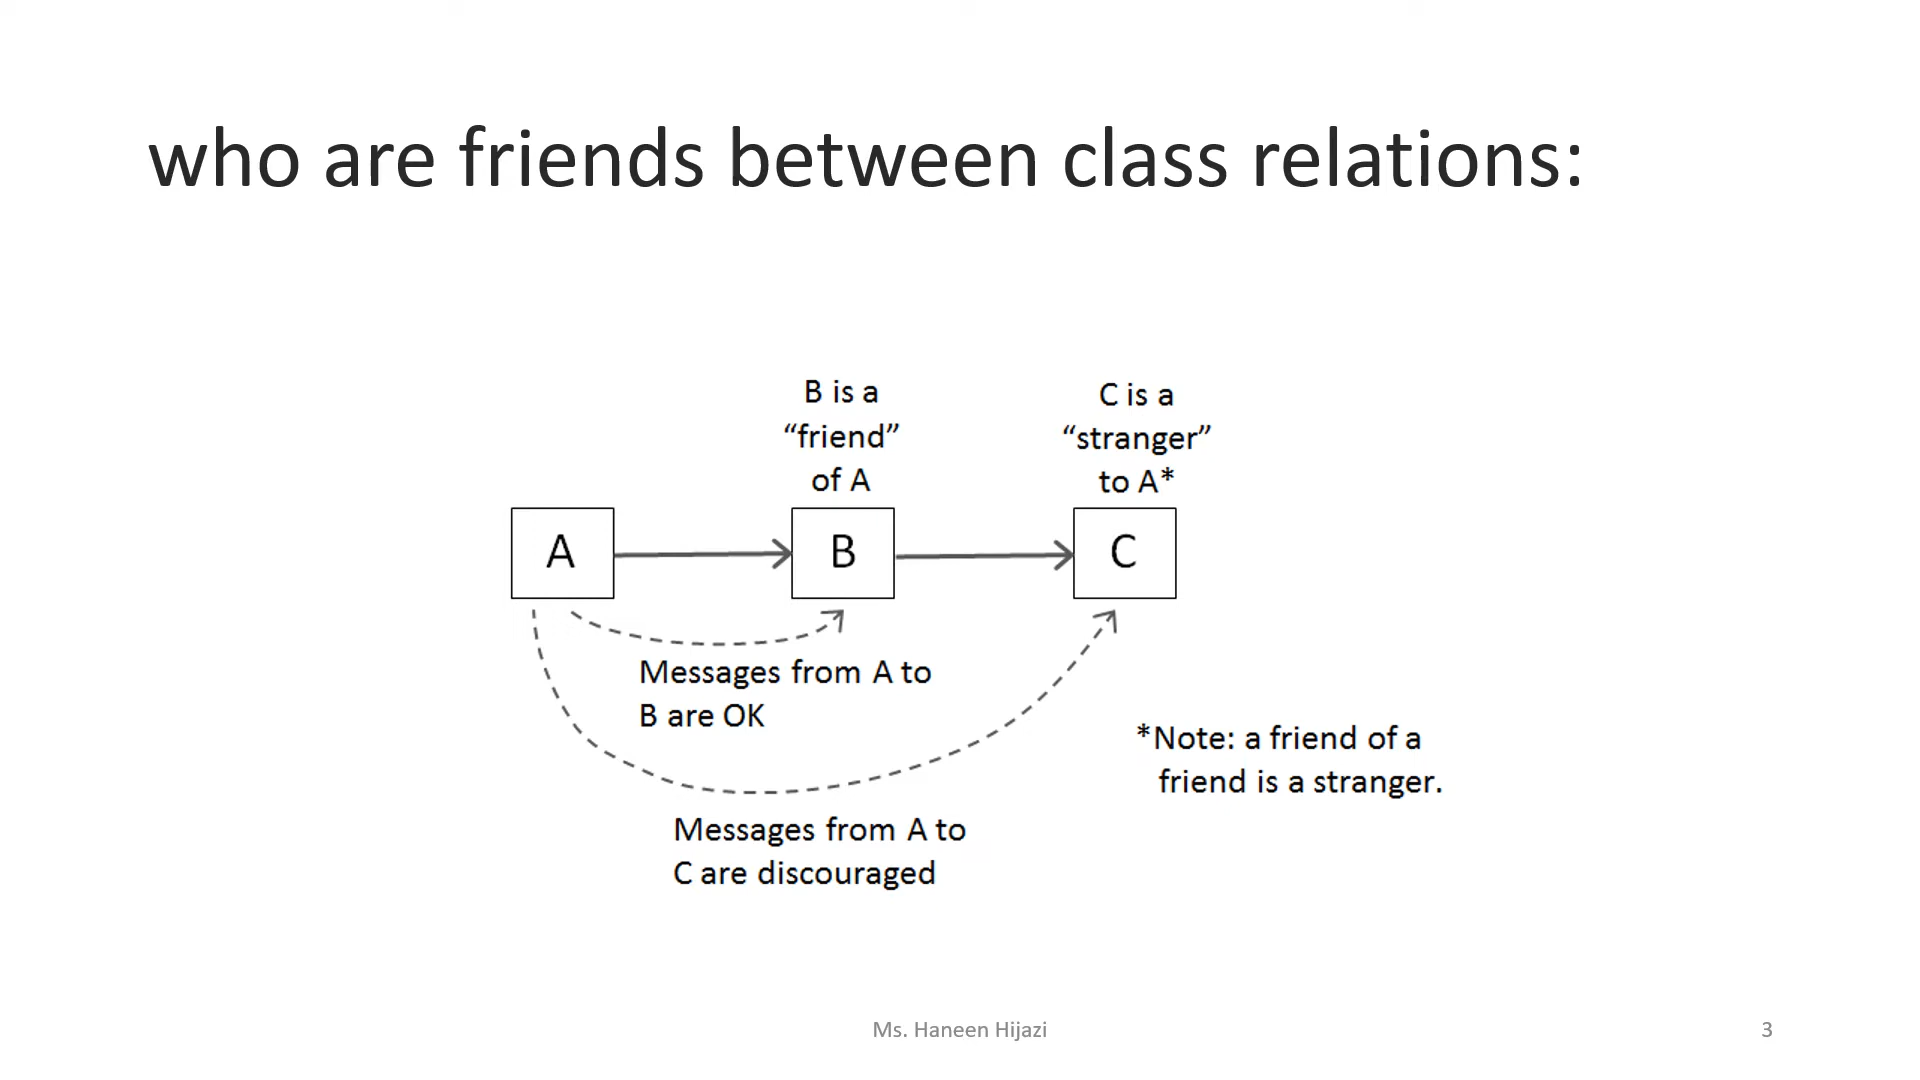 who are friends between class relations:
B is a
“friend”
of A
C is a
“stranger”
to A*
A
B
C
Messages from A to
B are OK
*Note: a friend of a
friend is a stranger.
Messages from A to
C are discouraged
Ms. Haneen Hijazi
3